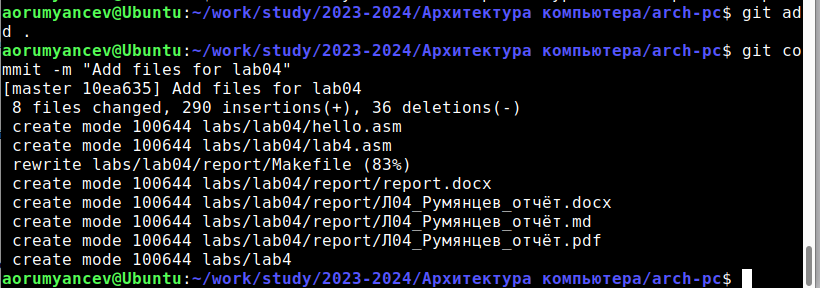 aorumyancev@Ubuntu:~/work/study/2023-2024/Архитектура компьютера/arch-pc$ git ad
d .
aorumyancev@Ubuntu:~/work/study/2023-2024/Архитектура компьютера/arch-pc$ git co
mmit -m "Add files for lab04"
[master 10ea635] Add files for lab04
 8 files changed, 290 insertions(+), 36 deletions(-)
 create mode 100644 labs/lab04/hello.asm
 create mode 100644 labs/lab04/lab4.asm
 rewrite labs/lab04/report/Makefile (83%)
 create mode 100644 labs/lab04/report/report.docx
 create mode 100644 labs/lab04/report/Л04_Румянцев_отчёт.docx
 create mode 100644 labs/lab04/report/Л04_Румянцев_отчёт.md
 create mode 100644 labs/lab04/report/Л04_Румянцев_отчёт.pdf
 create mode 100644 labs/lab4
aorumyancev@Ubuntu:~/work/study/2023-2024/Архитектура компьютера/arch-pc$